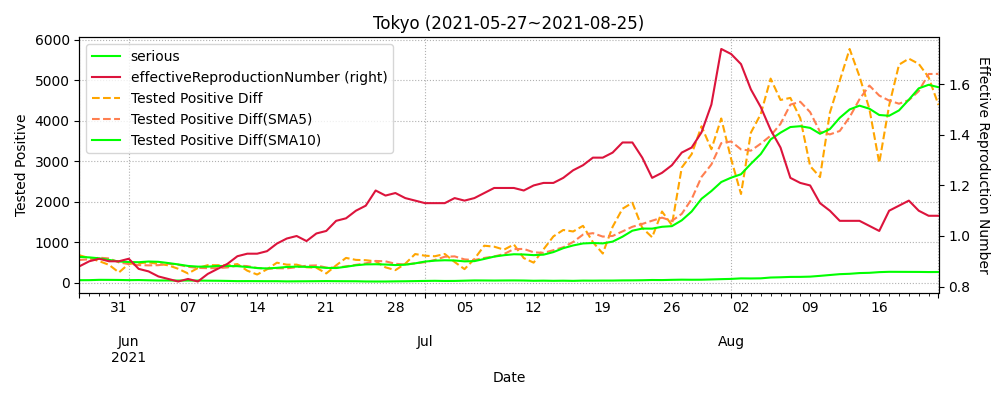 Tokyo (2021-05-27~2021-08-25)
serious
effectiveReproductionNumber (right)
Tested Positive Diff
Tested Positive Diff(SMA5)
Tested Positive Diff(SMA10)
Tested Positive
6000
5000
4000
3000
2000
1000
0
Effective Reproduction Number
1.6
1.4
1.2
1.0
0.8
31 07 14 21 28 05 12 19 26 02 09 16
Jun Jul Aug
2021
Date